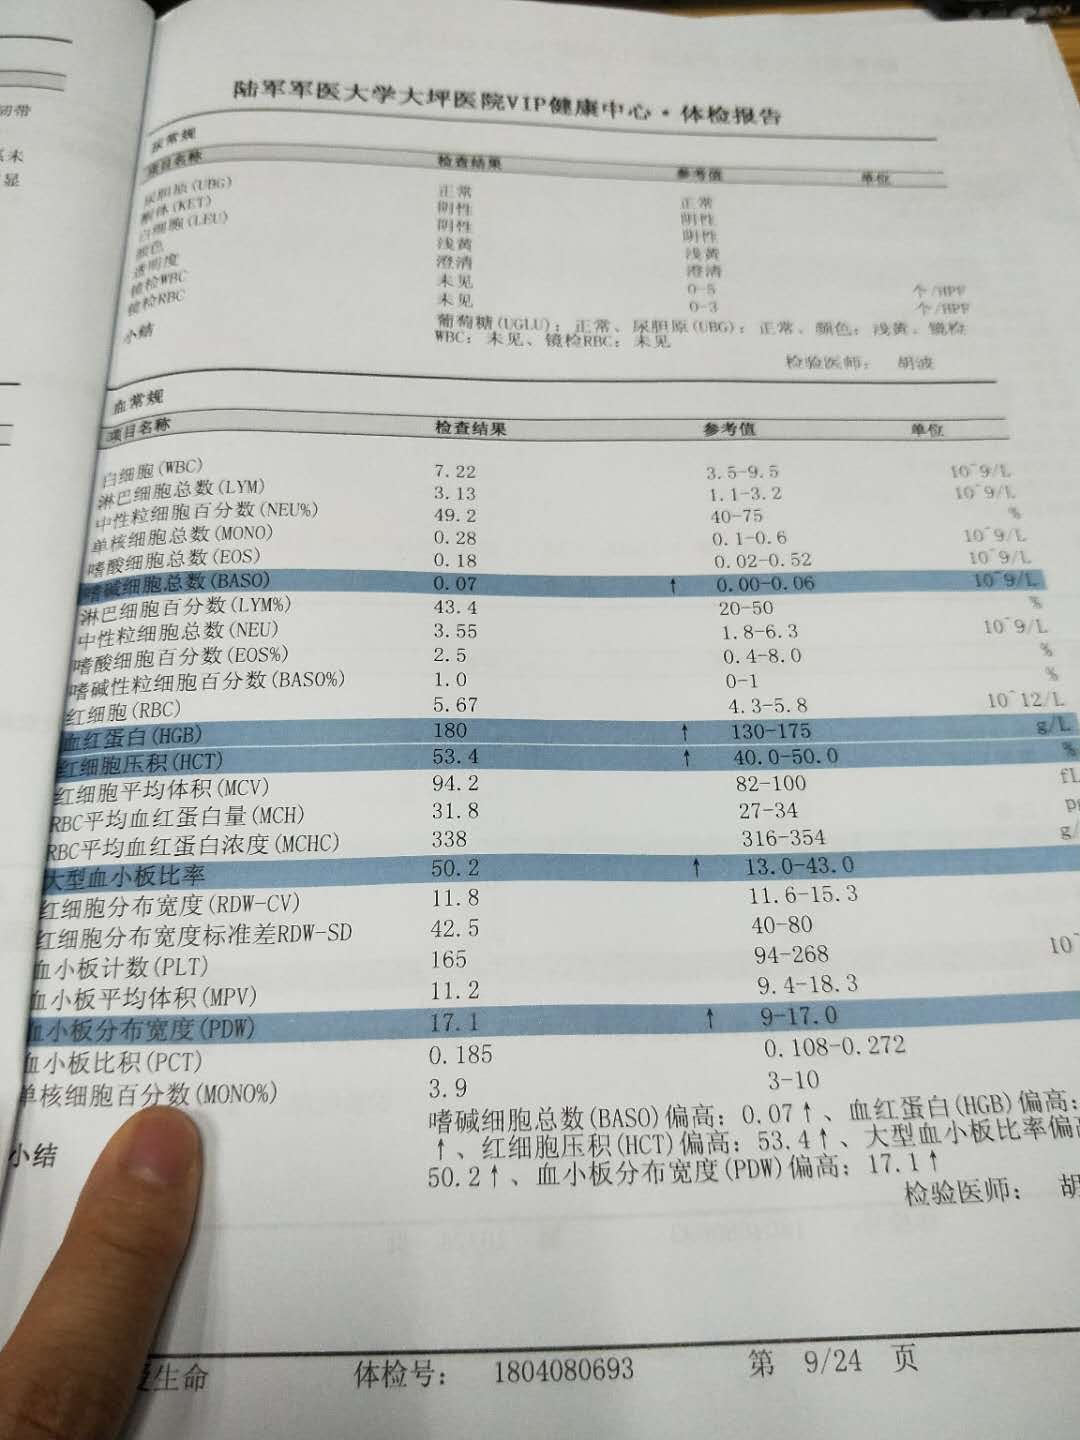 韧带
未
显
陆军军医大学大坪医院VIP健康中心·体检报告
尿常规
项目名称 检查结果 参考值 单位
尿胆原(UBG) 正常 正常
酮体(KET) 阴性 阴性
白细胞(LEU) 阴性 阴性
颜色 浅黄 浅黄
透明度 澄清 澄清
镜检WBC 未见 0-5 个/HPF
镜检RBC 未见 0-3 个/HPF
小结 葡萄糖(UGLU): 正常、尿胆原(UBG): 正常、颜色: 浅黄、镜检
WBC: 未见、镜检RBC: 未见
检验医师: 胡波
血常规
项目名称 检查结果 参考值 单位
白细胞(WBC) 7.22 3.5-9.5 10^9/L
淋巴细胞总数(LYM) 3.13 1.1-3.2 10^9/L
中性粒细胞百分数(NEU%) 49.2 40-75 %
单核细胞总数(MONO) 0.28 0.1-0.6 10^9/L
嗜酸细胞总数(EOS) 0.18 0.02-0.52 10^9/L
嗜碱细胞总数(BASO) 0.07 ↑ 0.00-0.06 10^9/L
淋巴细胞百分数(LYM%) 43.4 20-50 %
中性粒细胞总数(NEU) 3.55 1.8-6.3 10^9/L
嗜酸细胞百分数(EOS%) 2.5 0.4-8.0 %
嗜碱性粒细胞百分数(BASO%) 1.0 0-1 %
红细胞(RBC) 5.67 4.3-5.8 10^12/L
血红蛋白(HGB) 180 ↑ 130-175 g/L
红细胞压积(HCT) 53.4 ↑ 40.0-50.0 %
红细胞平均体积(MCV) 94.2 82-100 fL
RBC平均血红蛋白量(MCH) 31.8 27-34 pg
RBC平均血红蛋白浓度(MCHC) 338 316-354 g/
大型血小板比率 50.2 ↑ 13.0-43.0
红细胞分布宽度(RDW-CV) 11.8 11.6-15.3
红细胞分布宽度标准差RDW-SD 42.5 40-80
血小板计数(PLT) 165 94-268 10^
血小板平均体积(MPV) 11.2 9.4-18.3
血小板分布宽度(PDW) 17.1 ↑ 9-17.0
血小板比积(PCT) 0.185 0.108-0.272
单核细胞百分数(MONO%) 3.9 3-10
小结 嗜碱细胞总数(BASO)偏高: 0.07↑、血红蛋白(HGB)偏高:
↑、红细胞压积(HCT)偏高: 53.4↑、大型血小板比率偏高
50.2↑、血小板分布宽度(PDW)偏高: 17.1↑
检验医师: 胡
生命 体检号: 1804080693 第 9/24 页